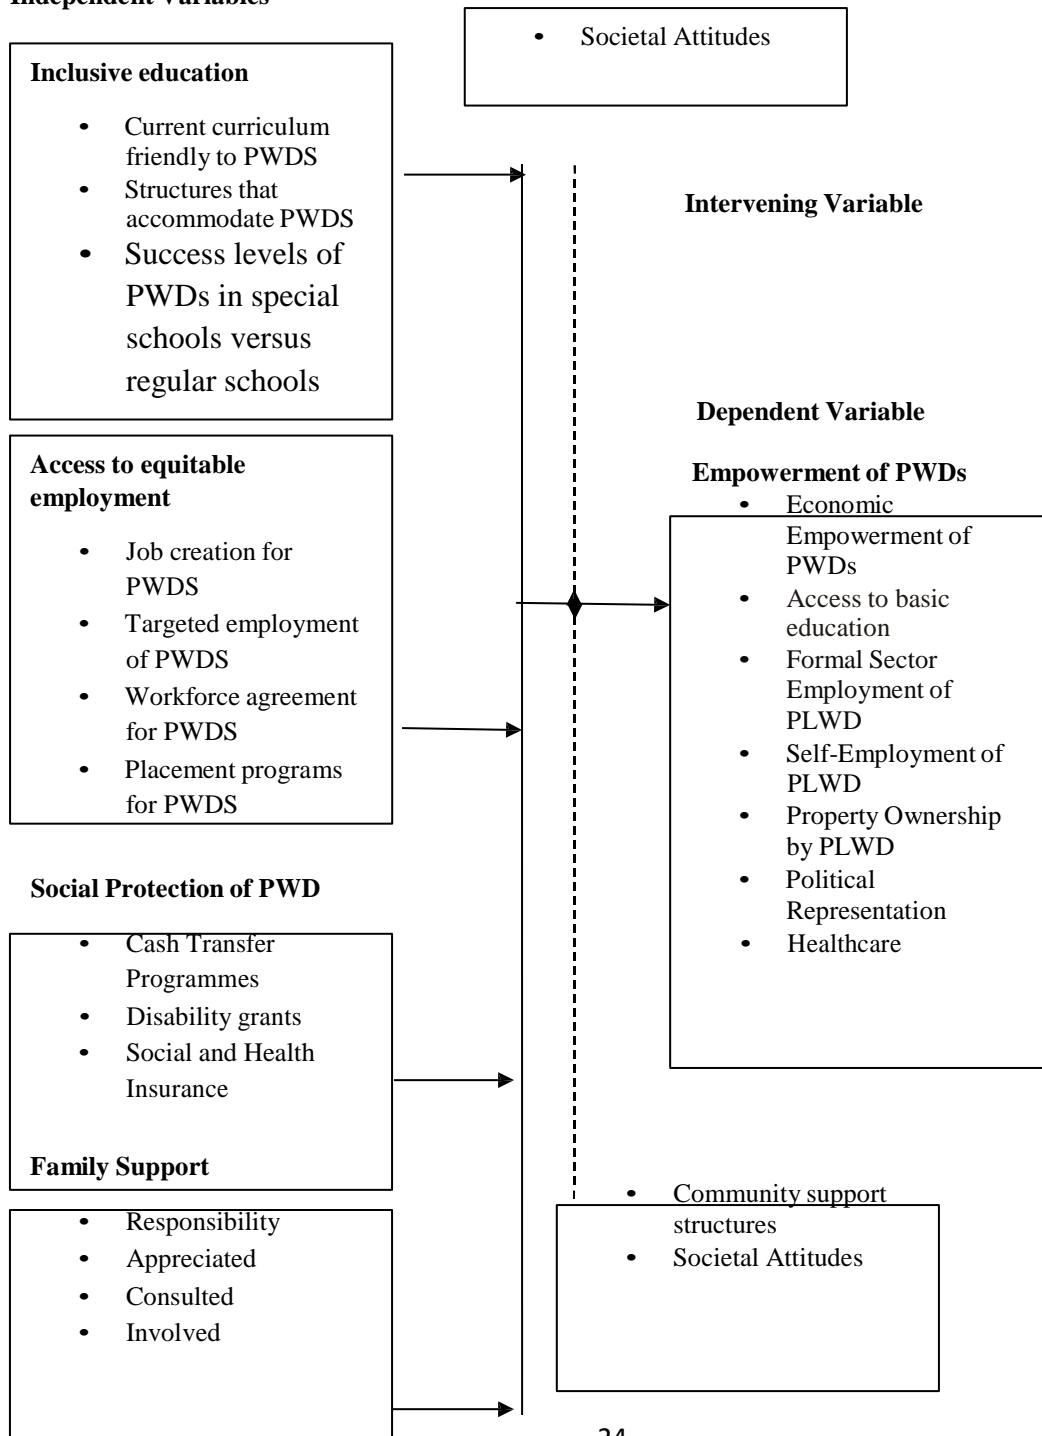 Independent Variables
• Societal Attitudes
Inclusive education
• Current curriculum
friendly to PWDS
• Structures that
accommodate PWDS
• Success levels of
PWDs in special
schools versus
regular schools
Intervening Variable
Access to equitable
employment
• Job creation for
PWDS
• Targeted employment
of PWDS
• Workforce agreement
for PWDS
• Placement programs
for PWDS
Dependent Variable
Empowerment of PWDs
• Economic
Empowerment of
PWDs
• Access to basic
education
• Formal Sector
Employment of
PLWD
• Self-Employment of
PLWD
• Property Ownership
by PLWD
• Political
Representation
• Healthcare
Social Protection of PWD
• Cash Transfer
Programmes
• Disability grants
• Social and Health
Insurance
Family Support
• Responsibility
• Appreciated
• Consulted
• Involved
• Community support
structures
• Societal Attitudes